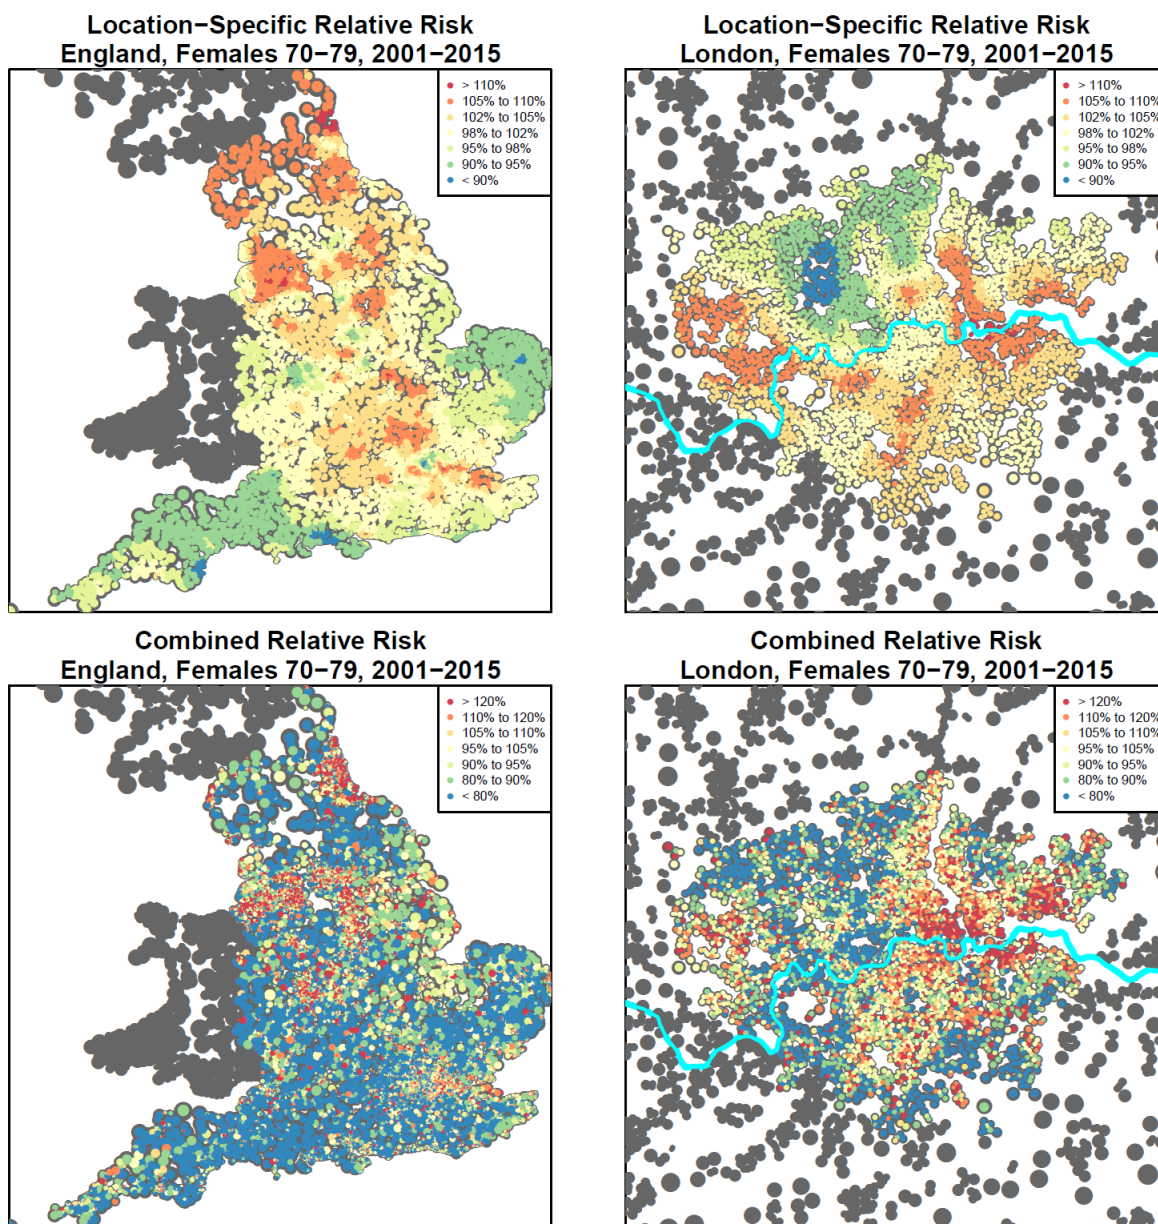 Location−Specific Relative Risk
England, Females 70−79, 2001−2015
> 110%
105% to 110%
102% to 105%
98% to 102%
95% to 98%
90% to 95%
< 90%
Location−Specific Relative Risk
London, Females 70−79, 2001−2015
> 110%
105% to 110%
102% to 105%
98% to 102%
95% to 98%
90% to 95%
< 90%
Combined Relative Risk
England, Females 70−79, 2001−2015
> 120%
110% to 120%
105% to 110%
95% to 105%
90% to 95%
80% to 90%
< 80%
Combined Relative Risk
London, Females 70−79, 2001−2015
> 120%
110% to 120%
105% to 110%
95% to 105%
90% to 95%
80% to 90%
< 80%